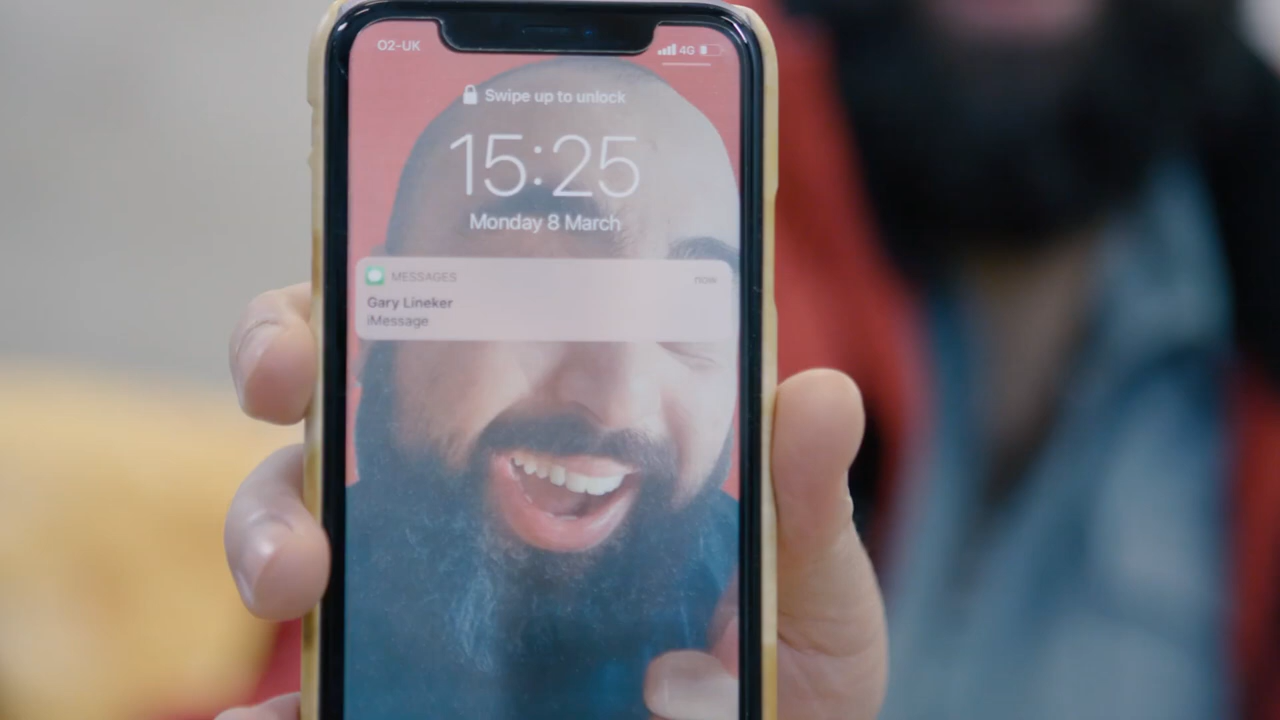 O2-UK 4G
Swipe up to unlock
15:25
Monday 8 March
MESSAGES now
Gary Lineker
iMessage